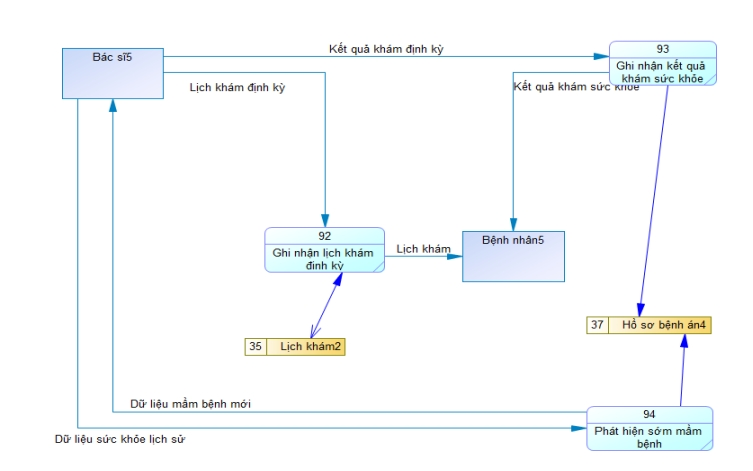 Kết quả khám định kỳ
93
Bác sĩ5
Ghi nhận kết quả
khám sức khỏe
Lịch khám định kỳ
Kết quả khám sức khỏe
92
Ghi nhận lịch khám
đinh kỳ
Lịch khám
Bệnh nhân5
37 Hồ sơ bệnh án4
35 Lịch khám2
Dữ liệu mầm bệnh mới
94
Phát hiện sớm mầm
bệnh
Dữ liệu sức khỏe lịch sử